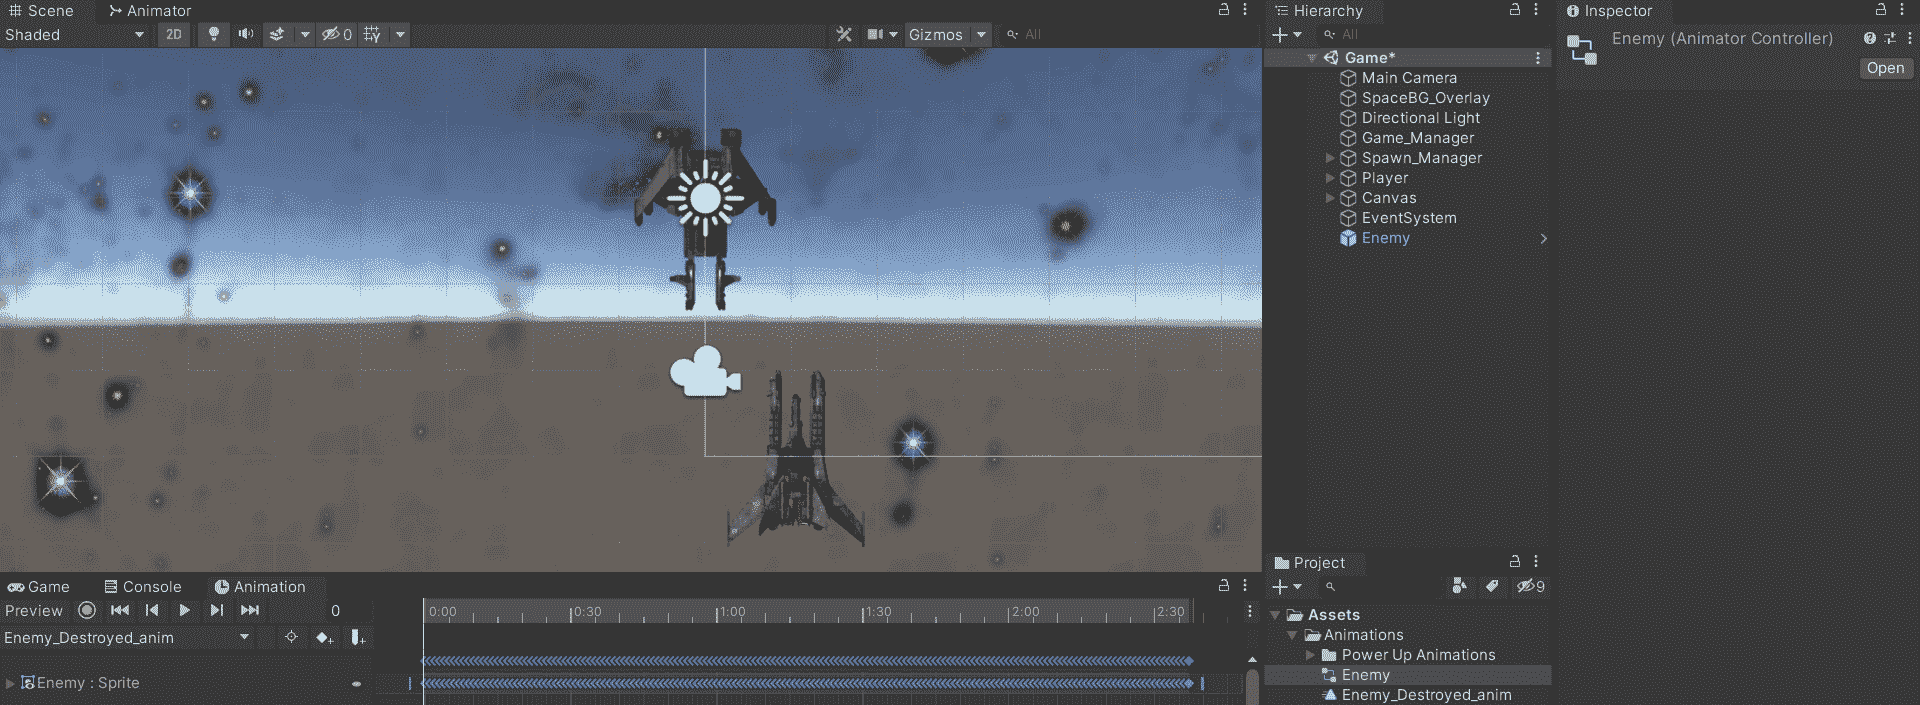 Scene Animator
Shaded 2D 0 Gizmos All
Hierarchy
All
Game*
Main Camera
SpaceBG_Overlay
Directional Light
Game_Manager
Spawn_Manager
Player
Canvas
EventSystem
Enemy
Inspector
Enemy (Animator Controller)
Open
Game Console Animation
Preview 0 0:00 0:30 1:00 1:30 2:00 2:30
Enemy_Destroyed_anim
Enemy : Sprite
Project
9
Assets
Animations
Power Up Animations
Enemy
Enemy_Destroyed_anim